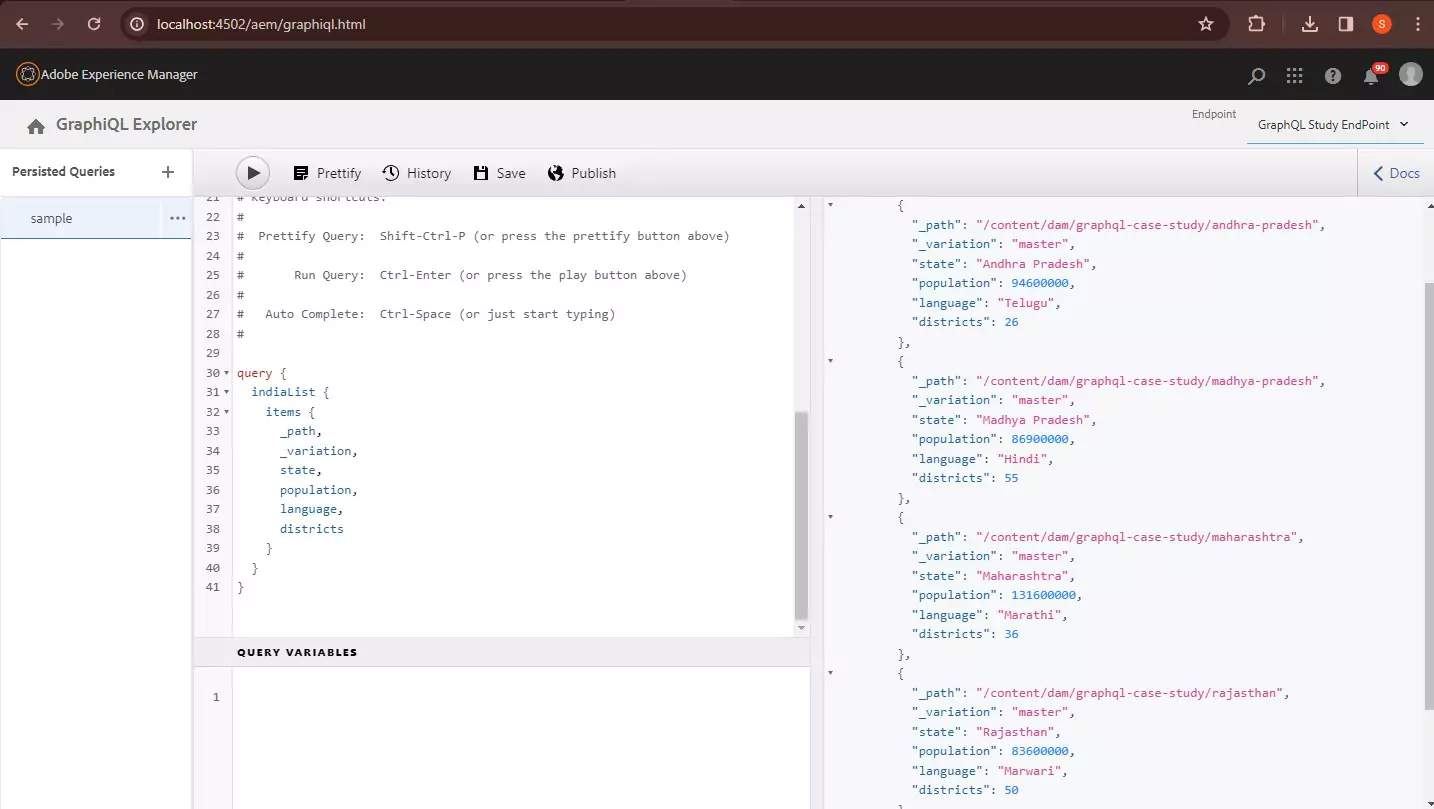 localhost:4502/aem/graphiql.html
S
Adobe Experience Manager
90
GraphiQL Explorer
Endpoint
GraphQL Study EndPoint
Persisted Queries
Prettify
History
Save
Publish
Docs
sample
21 # Keyboard shortcuts:
22 #
23 #  Prettify Query:  Shift-Ctrl-P (or press the prettify button above)
24 #
25 #       Run Query:  Ctrl-Enter (or press the play button above)
26 #
27 #   Auto Complete:  Ctrl-Space (or just start typing)
28 #
29
30 query {
31   indiaList {
32     items {
33       _path,
34       _variation,
35       state,
36       population,
37       language,
38       districts
39     }
40   }
41 }
QUERY VARIABLES
1
{
"_path": "/content/dam/graphql-case-study/andhra-pradesh",
"_variation": "master",
"state": "Andhra Pradesh",
"population": 94600000,
"language": "Telugu",
"districts": 26
},
{
"_path": "/content/dam/graphql-case-study/madhya-pradesh",
"_variation": "master",
"state": "Madhya Pradesh",
"population": 86900000,
"language": "Hindi",
"districts": 55
},
{
"_path": "/content/dam/graphql-case-study/maharashtra",
"_variation": "master",
"state": "Maharashtra",
"population": 131600000,
"language": "Marathi",
"districts": 36
},
{
"_path": "/content/dam/graphql-case-study/rajasthan",
"_variation": "master",
"state": "Rajasthan",
"population": 83600000,
"language": "Marwari",
"districts": 50